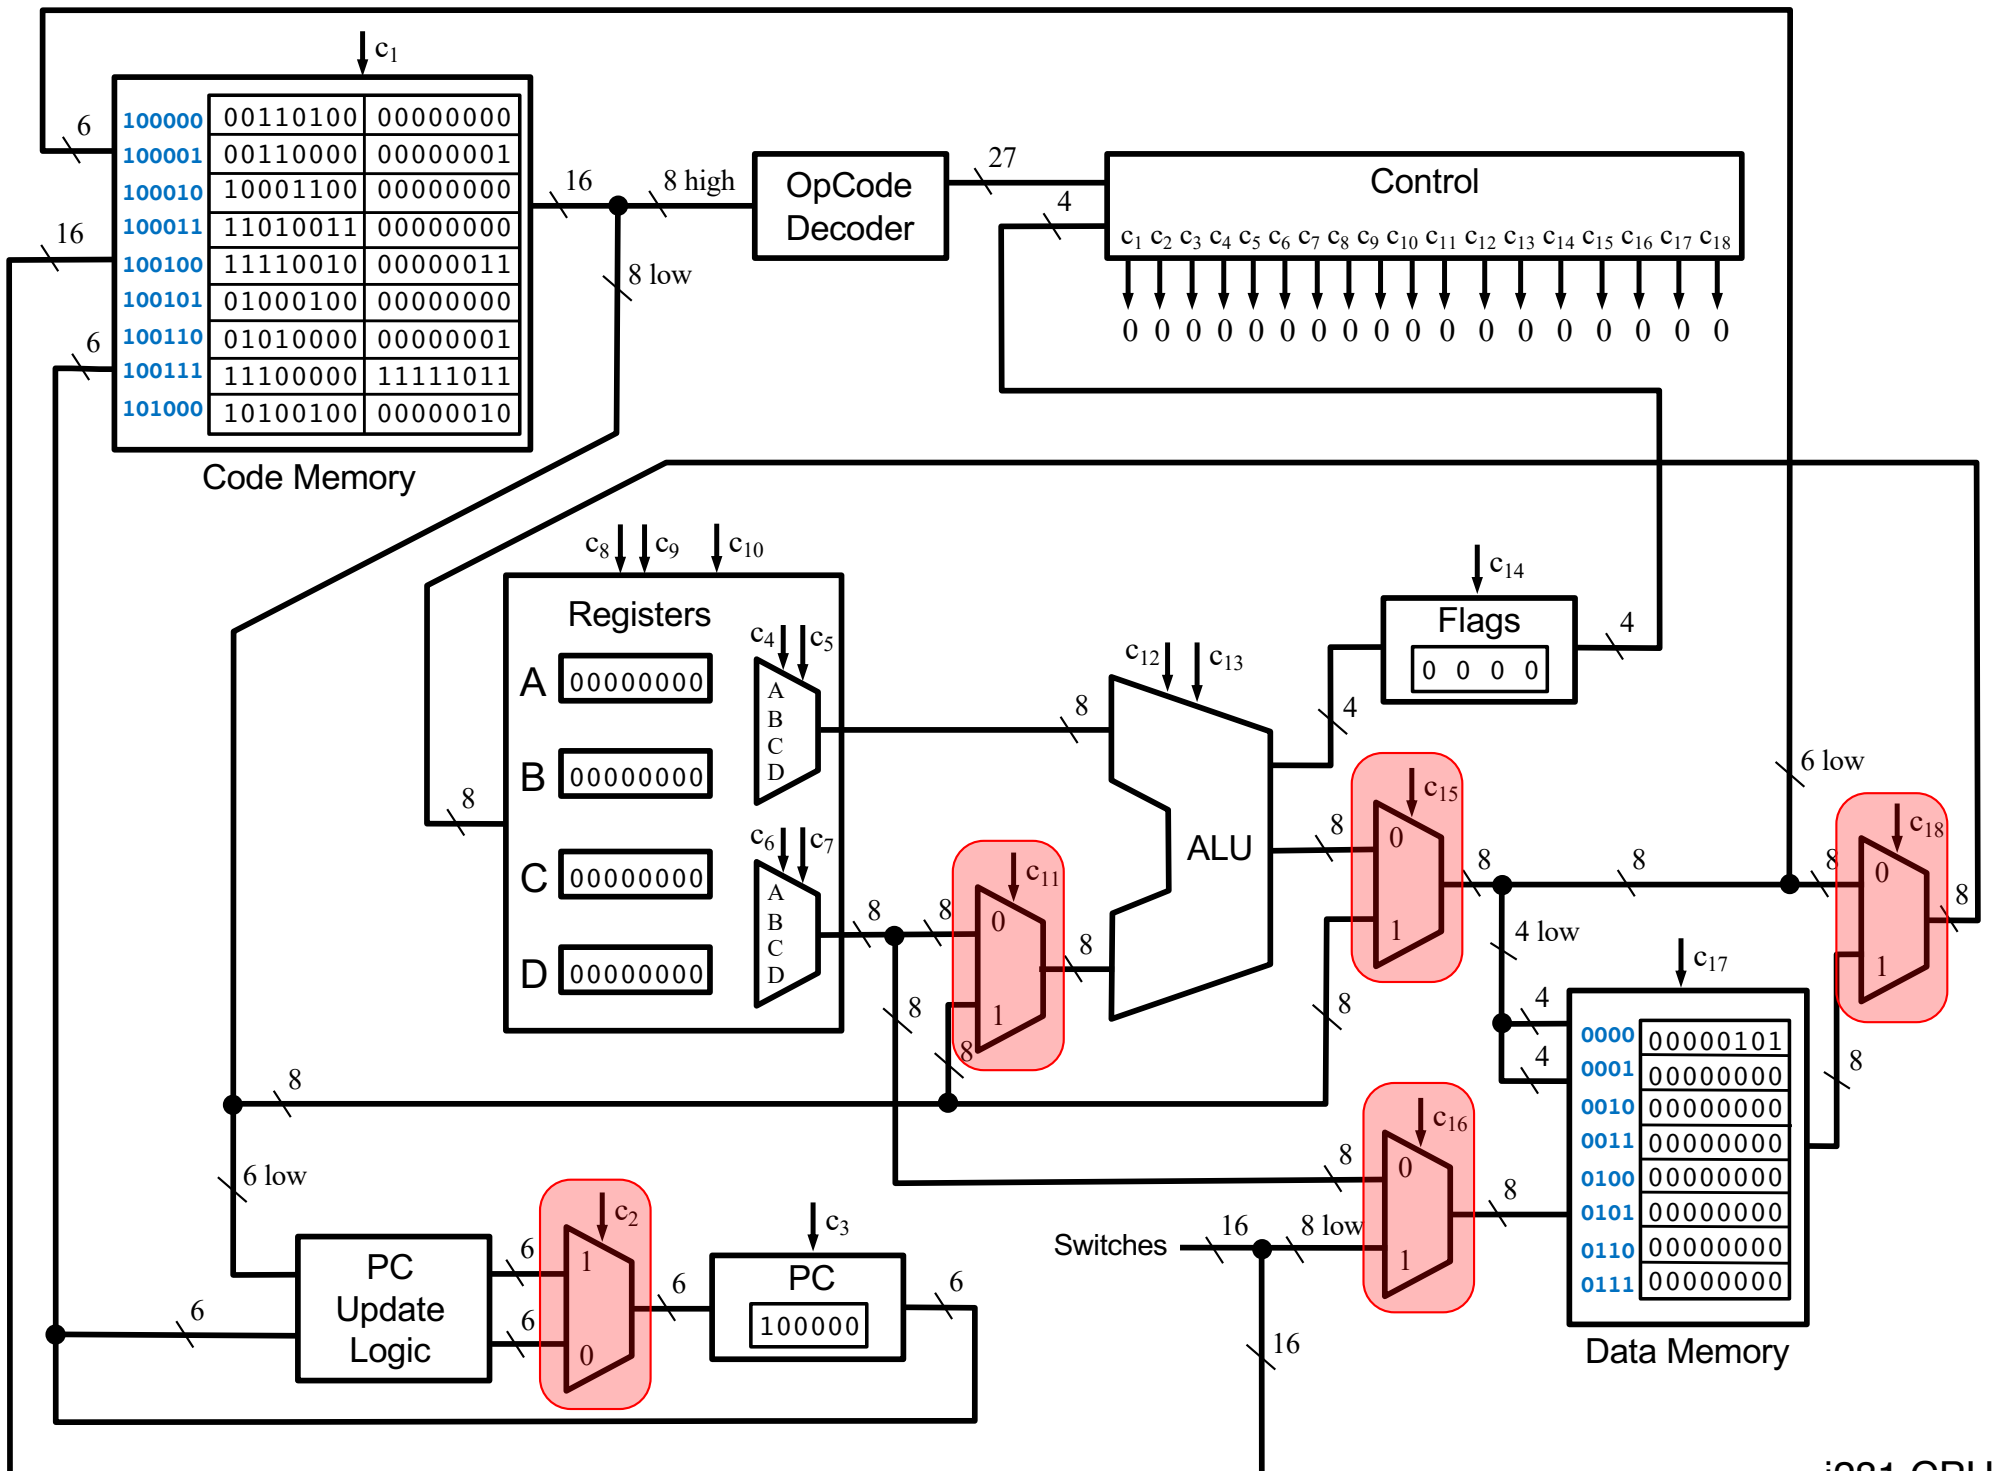 c1
100000 00110100 00000000
100001 00110000 00000001
100010 10001100 00000000
100011 11010011 00000000
100100 11110010 00000011
100101 01000100 00000000
100110 01010000 00000001
100111 11100000 11111011
101000 10100100 00000010
Code Memory
6
16
6
16
8 high
8 low
OpCode
Decoder
27
4
Control
c1 c2 c3 c4 c5 c6 c7 c8 c9 c10 c11 c12 c13 c14 c15 c16 c17 c18
0 0 0 0 0 0 0 0 0 0 0 0 0 0 0 0 0 0
c8 c9 c10
Registers
A 00000000
B 00000000
C 00000000
D 00000000
8
c4 c5
A
B
C
D
c6 c7
A
B
C
D
8
8
8
8
c11
0
1
8
8
8
c12 c13
ALU
c14
Flags
0 0 0 0
4
4
8
c15
0
1
8
8
8
6 low
8
c18
0
1
8
4 low
4
4
c17
0000 00000101
0001 00000000
0010 00000000
0011 00000000
0100 00000000
0101 00000000
0110 00000000
0111 00000000
Data Memory
8
c16
0
1
8
8
Switches
16
8 low
16
8
6 low
PC
Update
Logic
6
6
6
c2
1
0
6
c3
PC
100000
6